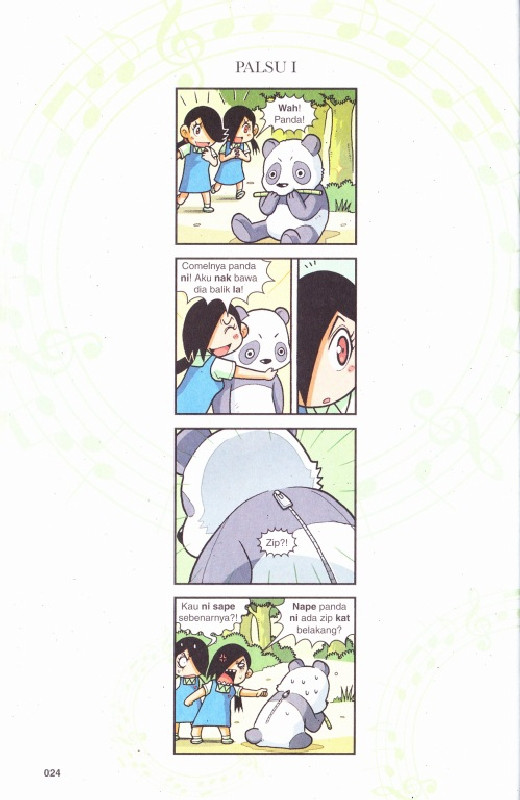 PALSU I
Wah!
Panda!
Comelnya panda
ni! Aku nak bawa
dia balik la!
Zip?!
Kau ni sape
sebenarnya?!
Nape panda
ni ada zip kat
belakang?
024